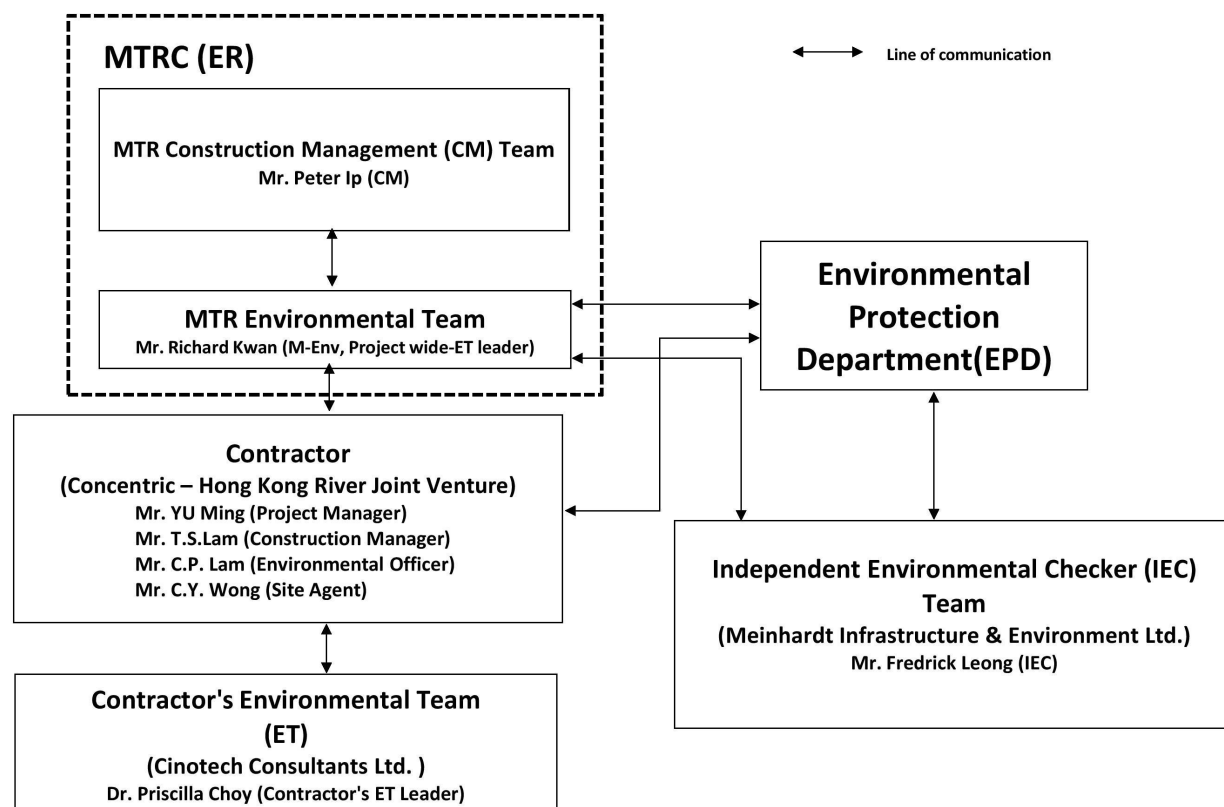 MTRC (ER)
Line of communication
MTR Construction Management (CM) Team
Mr. Peter Ip (CM)
MTR Environmental Team
Mr. Richard Kwan (M-Env, Project wide-ET leader)
Environmental
Protection
Department(EPD)
Contractor
(Concentric – Hong Kong River Joint Venture)
Mr. YU Ming (Project Manager)
Mr. T.S.Lam (Construction Manager)
Mr. C.P. Lam (Environmental Officer)
Mr. C.Y. Wong (Site Agent)
Independent Environmental Checker (IEC)
Team
(Meinhardt Infrastructure & Environment Ltd.)
Mr. Fredrick Leong (IEC)
Contractor's Environmental Team
(ET)
(Cinotech Consultants Ltd. )
Dr. Priscilla Choy (Contractor's ET Leader)